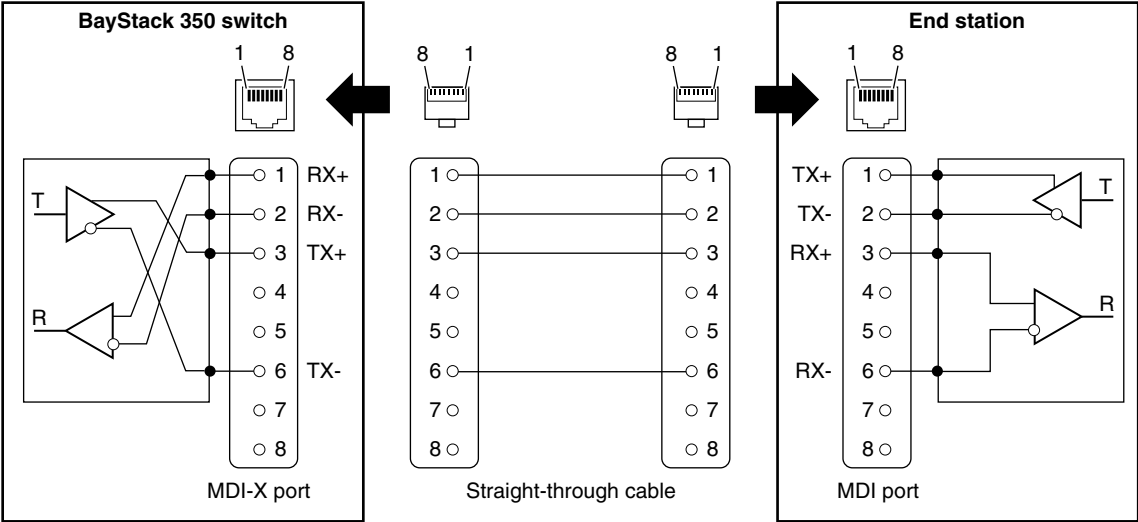 BayStack 350 switch
End station
1 8
8 1
8 1
1 8
T
R
1 RX+
2 RX-
3 TX+
4
5
6 TX-
7
8
MDI-X port
1 1
2 2
3 3
4 4
5 5
6 6
7 7
8 8
Straight-through cable
TX+ 1
TX- 2
RX+ 3
4
5
RX- 6
7
8
MDI port
T
R